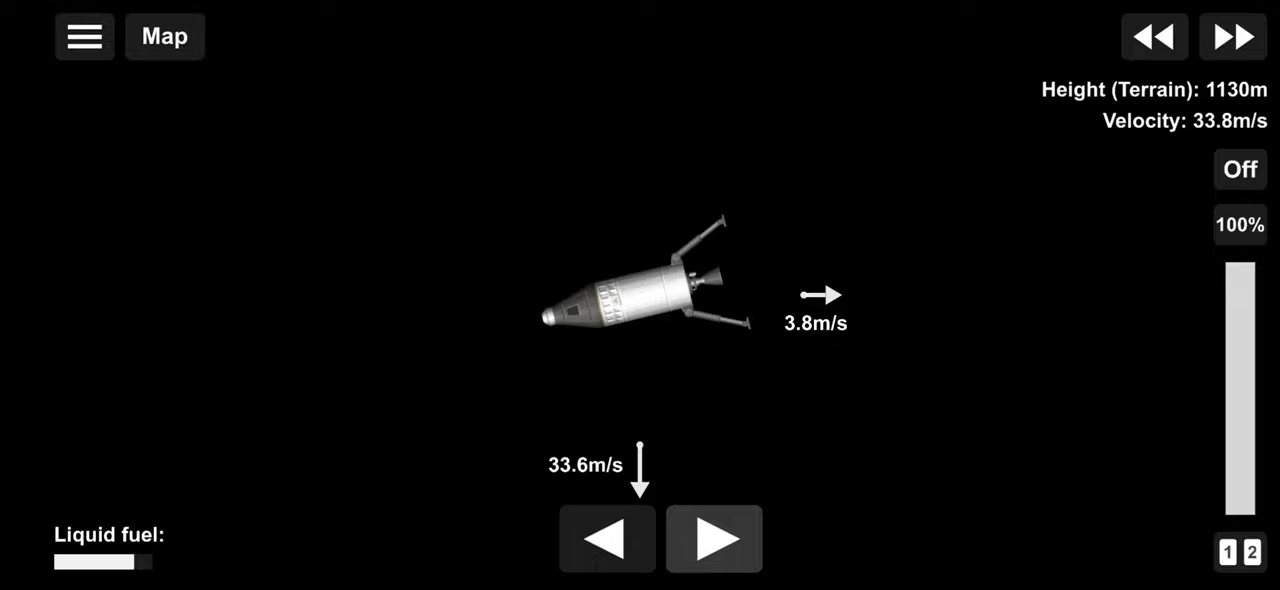 Map
Height (Terrain): 1130m
Velocity: 33.8m/s
Off
100%
3.8m/s
33.6m/s
Liquid fuel:
1 2